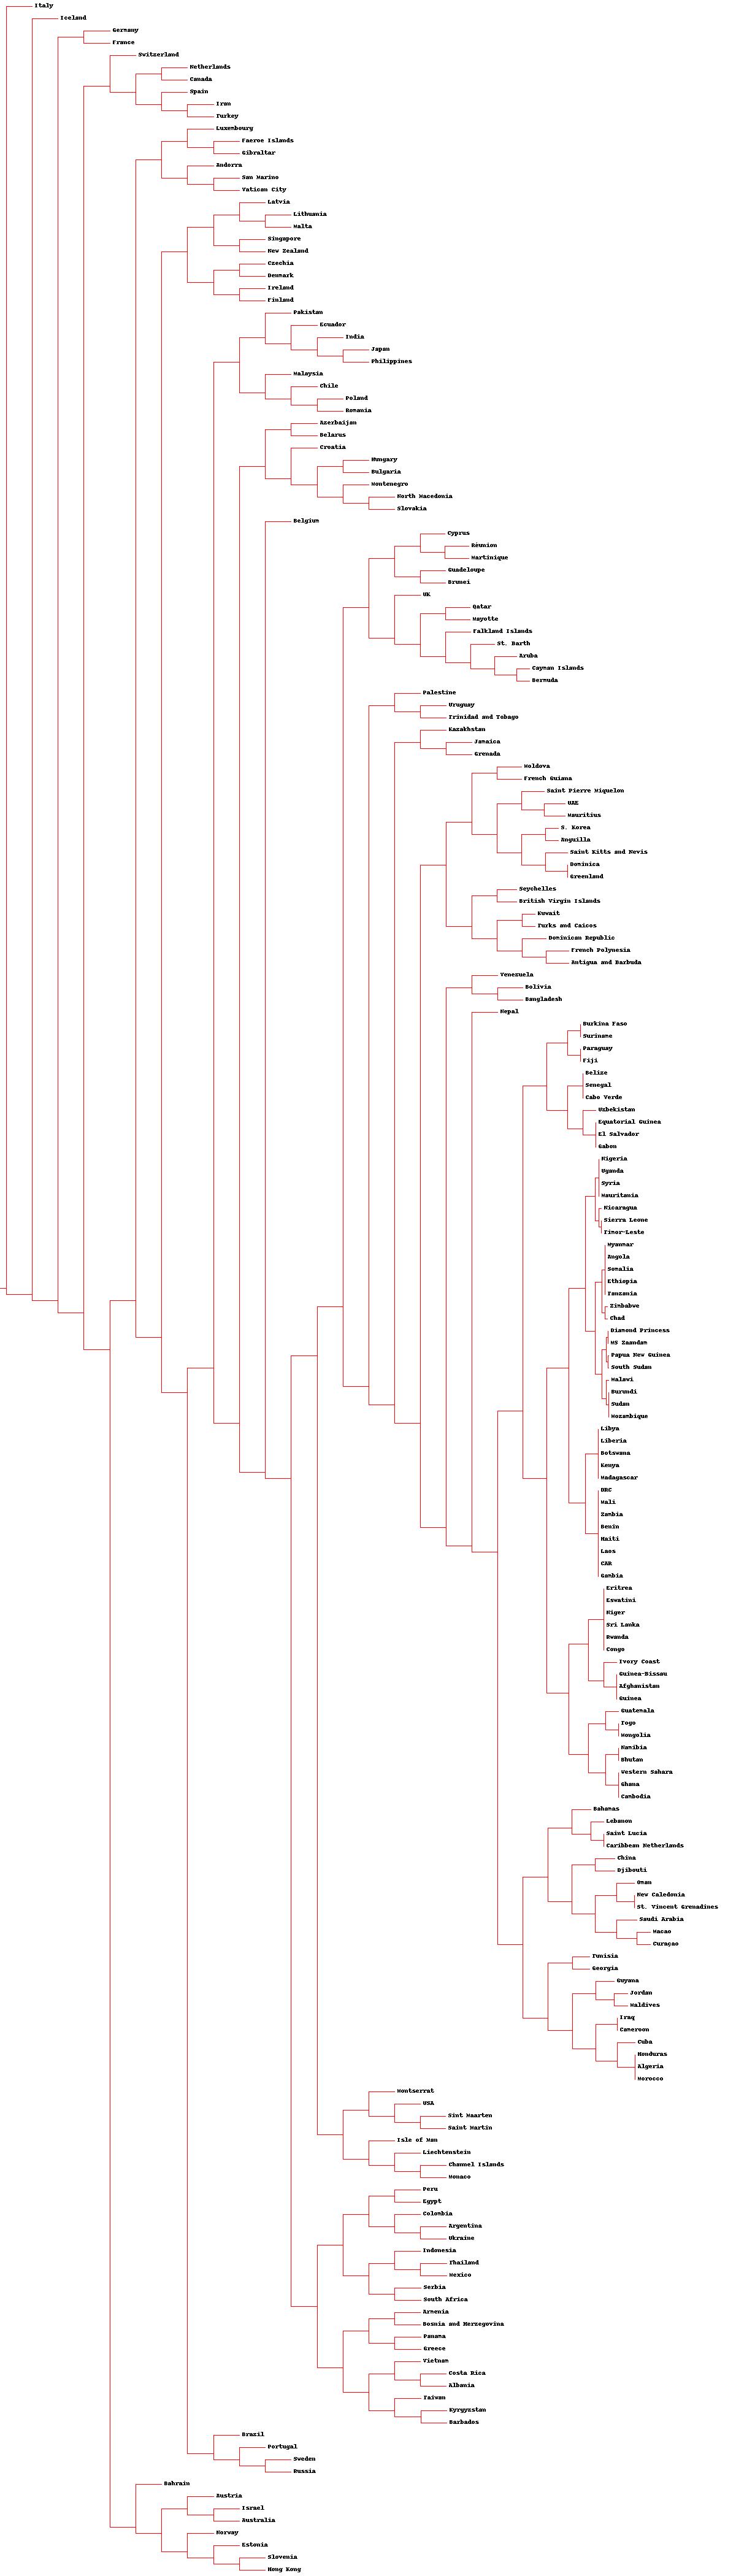 Italy
Iceland
Germany
France
Switzerland
Netherlands
Canada
Spain
Iran
Turkey
Luxembourg
Faeroe Islands
Gibraltar
Andorra
San Marino
Vatican City
Latvia
Lithuania
Malta
Singapore
New Zealand
Czechia
Denmark
Ireland
Finland
Pakistan
Ecuador
India
Japan
Philippines
Malaysia
Chile
Poland
Romania
Azerbaijan
Belarus
Croatia
Hungary
Bulgaria
Montenegro
North Macedonia
Slovakia
Belgium
Cyprus
Réunion
Martinique
Guadeloupe
Brunei
UK
Qatar
Mayotte
Falkland Islands
St. Barth
Aruba
Cayman Islands
Bermuda
Palestine
Uruguay
Trinidad and Tobago
Kazakhstan
Jamaica
Grenada
Moldova
French Guiana
Saint Pierre Miquelon
UAE
Mauritius
S. Korea
Anguilla
Saint Kitts and Nevis
Dominica
Greenland
Seychelles
British Virgin Islands
Kuwait
Turks and Caicos
Dominican Republic
French Polynesia
Antigua and Barbuda
Venezuela
Bolivia
Bangladesh
Nepal
Burkina Faso
Suriname
Paraguay
Fiji
Belize
Senegal
Cabo Verde
Uzbekistan
Equatorial Guinea
El Salvador
Gabon
Nigeria
Uganda
Syria
Mauritania
Nicaragua
Sierra Leone
Timor-Leste
Myanmar
Angola
Somalia
Ethiopia
Tanzania
Zimbabwe
Chad
Diamond Princess
MS Zaandam
Papua New Guinea
South Sudan
Malawi
Burundi
Sudan
Mozambique
Libya
Liberia
Botswana
Kenya
Madagascar
DRC
Mali
Zambia
Benin
Haiti
Laos
CAR
Gambia
Eritrea
Eswatini
Niger
Sri Lanka
Rwanda
Congo
Ivory Coast
Guinea-Bissau
Afghanistan
Guinea
Guatemala
Togo
Mongolia
Namibia
Bhutan
Western Sahara
Ghana
Cambodia
Bahamas
Lebanon
Saint Lucia
Caribbean Netherlands
China
Djibouti
Oman
New Caledonia
St. Vincent Grenadines
Saudi Arabia
Macao
Curaçao
Tunisia
Georgia
Guyana
Jordan
Maldives
Iraq
Cameroon
Cuba
Honduras
Algeria
Morocco
Montserrat
USA
Sint Maarten
Saint Martin
Isle of Man
Liechtenstein
Channel Islands
Monaco
Peru
Egypt
Colombia
Argentina
Ukraine
Indonesia
Thailand
Mexico
Serbia
South Africa
Armenia
Bosnia and Herzegovina
Panama
Greece
Vietnam
Costa Rica
Albania
Taiwan
Kyrgyzstan
Barbados
Brazil
Portugal
Sweden
Russia
Bahrain
Austria
Israel
Australia
Norway
Estonia
Slovenia
Hong Kong